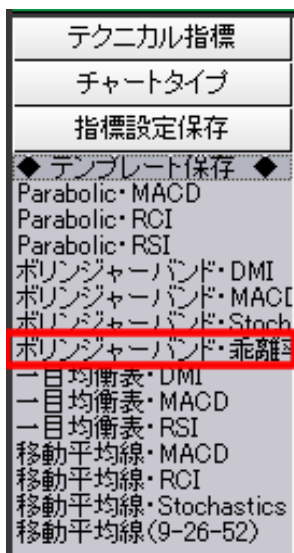 テクニカル指標
チャートタイプ
指標設定保存
◆ テンプレート保存 ◆
Parabolic・MACD
Parabolic・RCI
Parabolic・RSI
ボリンジャーバンド・DMI
ボリンジャーバンド・MACD
ボリンジャーバンド・Stoch
ボリンジャーバンド・乖離率
一目均衡表・DMI
一目均衡表・MACD
一目均衡表・RSI
移動平均線・MACD
移動平均線・RCI
移動平均線・Stochastics
移動平均線(9-26-52)